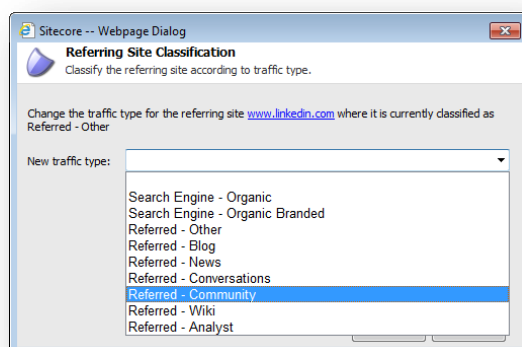 Sitecore -- Webpage Dialog
Referring Site Classification
Classify the referring site according to traffic type.
Change the traffic type for the referring site www.linkedin.com where it is currently classified as
Referred - Other
New traffic type:
Search Engine - Organic
Search Engine - Organic Branded
Referred - Other
Referred - Blog
Referred - News
Referred - Conversations
Referred - Community
Referred - Wiki
Referred - Analyst